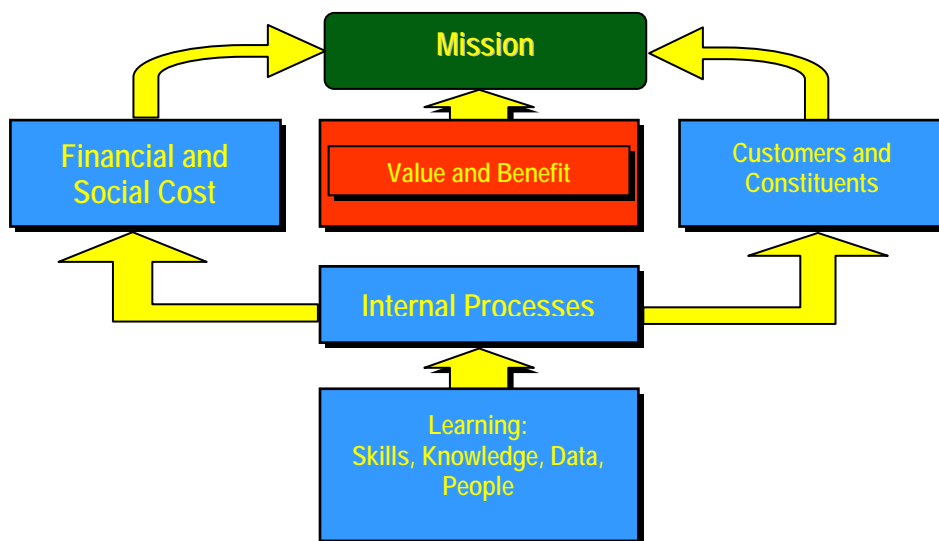 Mission
Financial and
Social Cost
Value and Benefit
Customers and
Constituents
Internal Processes
Learning:
Skills, Knowledge, Data,
People